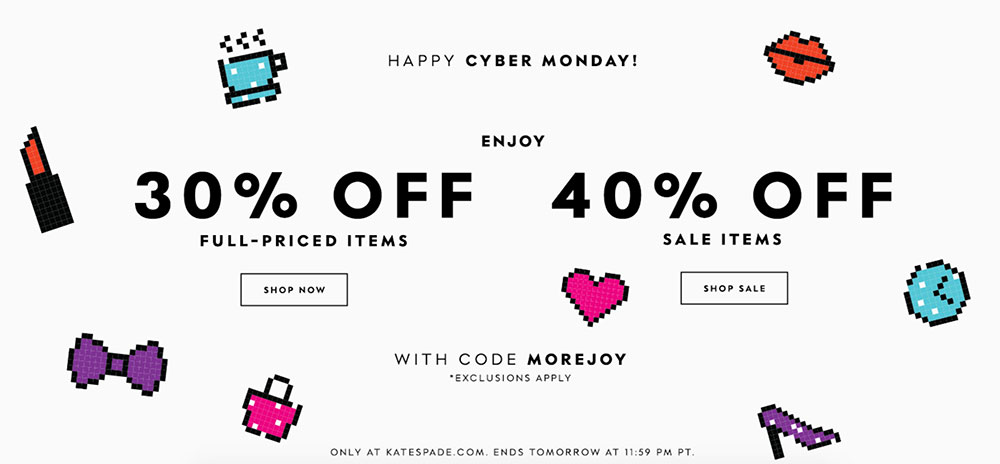 HAPPY CYBER MONDAY!
ENJOY
30% OFF
FULL-PRICED ITEMS
SHOP NOW
40% OFF
SALE ITEMS
SHOP SALE
WITH CODE MOREJOY
*EXCLUSIONS APPLY
ONLY AT KATESPADE.COM. ENDS TOMORROW AT 11:59 PM PT.